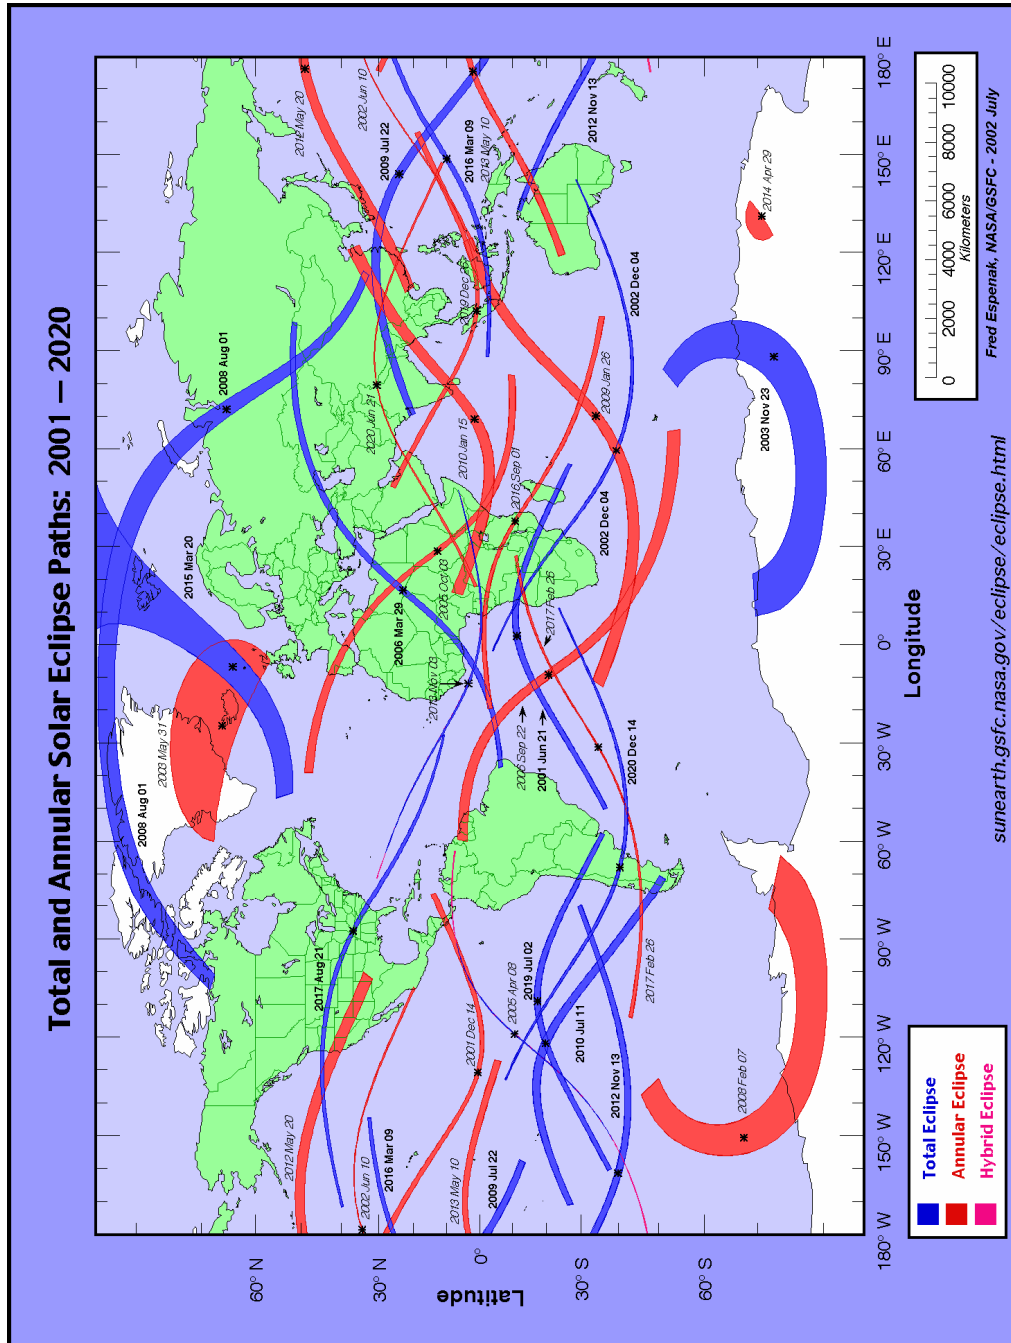 Total and Annular Solar Eclipse Paths: 2001 — 2020
2008 Aug 01
2015 Mar 20
2003 May 31
2008 Aug 01
2012 May 20
2002 Jun 10
2009 Jul 22
2016 Mar 09
2013 May 10
2012 Nov 13
2014 Apr 29
2020 Jun 21
2019 Dec 26
2010 Jan 15
2016 Sep 01
2009 Jan 26
2002 Dec 04
2002 Dec 04
2003 Nov 23
2006 Mar 29
2005 Oct 03
2013 Nov 03
2017 Feb 26
2006 Sep 22
2001 Jun 21
2020 Dec 14
2017 Aug 21
2012 May 20
2002 Jun 10
2016 Mar 09
2001 Dec 14
2005 Apr 08
2019 Jul 02
2010 Jul 11
2017 Feb 26
2012 Nov 13
2013 May 10
2009 Jul 22
2008 Feb 07
60° N
30° N
0°
30° S
60° S
Latitude
180° W
150° W
120° W
90° W
60° W
30° W
0°
30° E
60° E
90° E
120° E
150° E
180° E
Longitude
Total Eclipse
Annular Eclipse
Hybrid Eclipse
0 2000 4000 6000 8000 10000
Kilometers
Fred Espenak, NASA/GSFC - 2002 July
sunearth.gsfc.nasa.gov/eclipse/eclipse.html